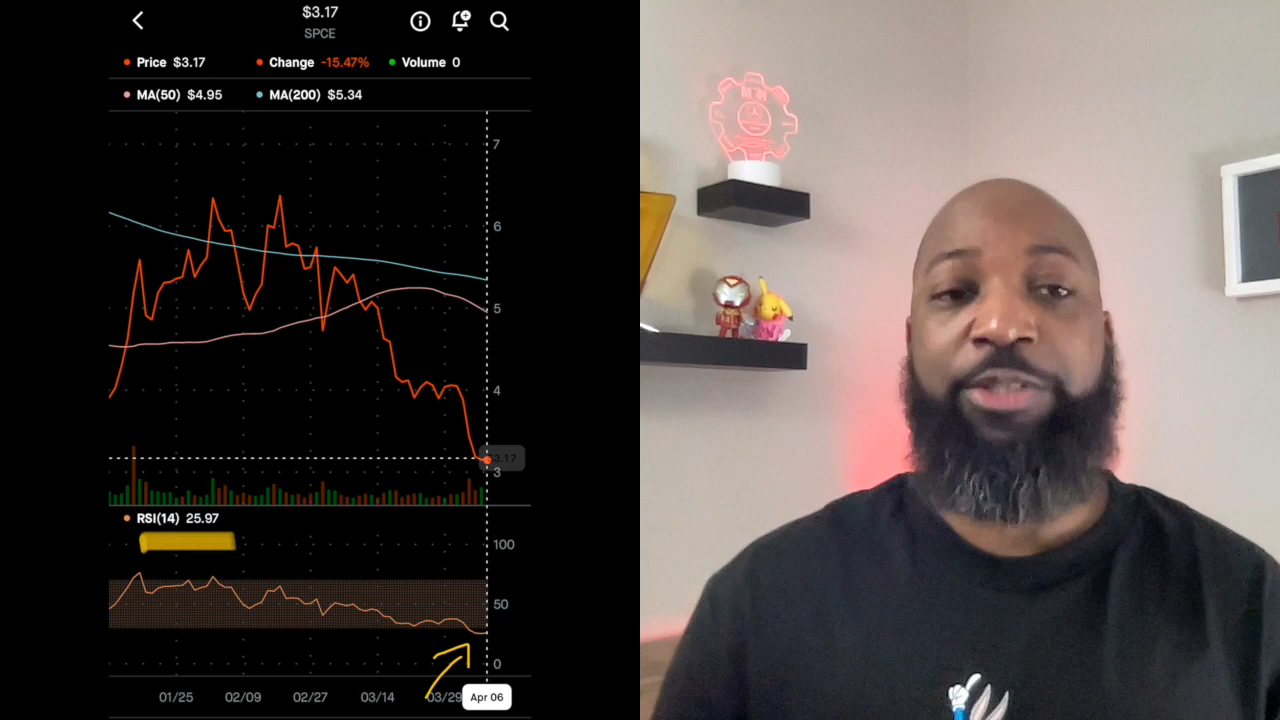 $3.17
SPCE
Price $3.17 Change -15.47% Volume 0
MA(50) $4.95 MA(200) $5.34
7
6
5
4
$3.17
3
RSI(14) 25.97
100
50
0
01/25 02/09 02/27 03/14 03/29 Apr 06